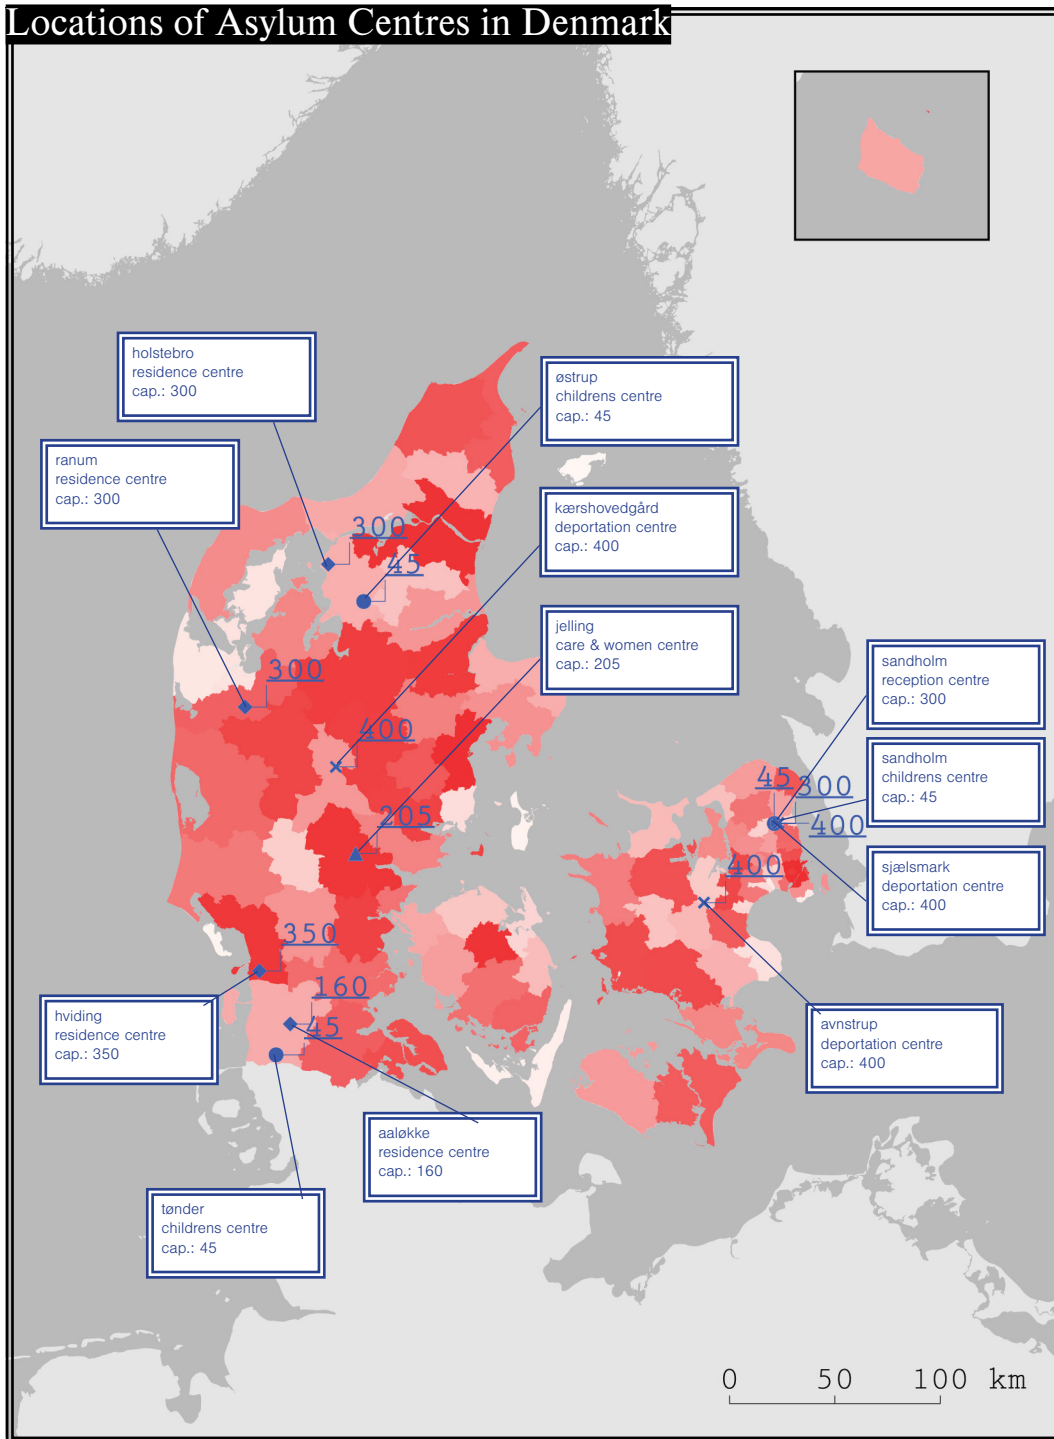 Locations of Asylum Centres in Denmark
holstebro
residence centre
cap.: 300
østrup
childrens centre
cap.: 45
ranum
residence centre
cap.: 300
kærshovedgård
deportation centre
cap.: 400
300
45
jelling
care & women centre
cap.: 205
sandholm
reception centre
cap.: 300
300
400
sandholm
childrens centre
cap.: 45
45
300
205
400
400
sjælsmark
deportation centre
cap.: 400
350
160
hviding
residence centre
cap.: 350
45
avnstrup
deportation centre
cap.: 400
aaløkke
residence centre
cap.: 160
tønder
childrens centre
cap.: 45
0 50 100 km